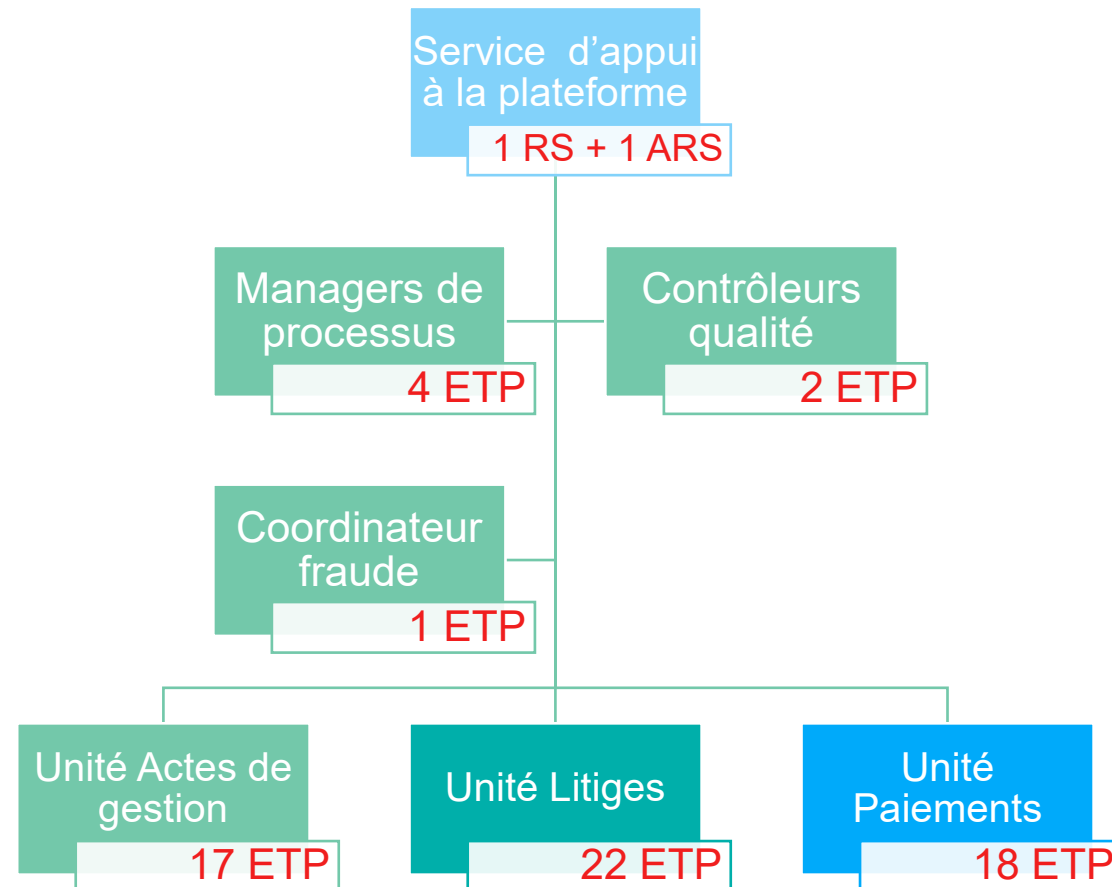 Service d’appui
à la plateforme
1 RS + 1 ARS
Managers de
processus
4 ETP
Contrôleurs
qualité
2 ETP
Coordinateur
fraude
1 ETP
Unité Actes de
gestion
17 ETP
Unité Litiges
22 ETP
Unité
Paiements
18 ETP